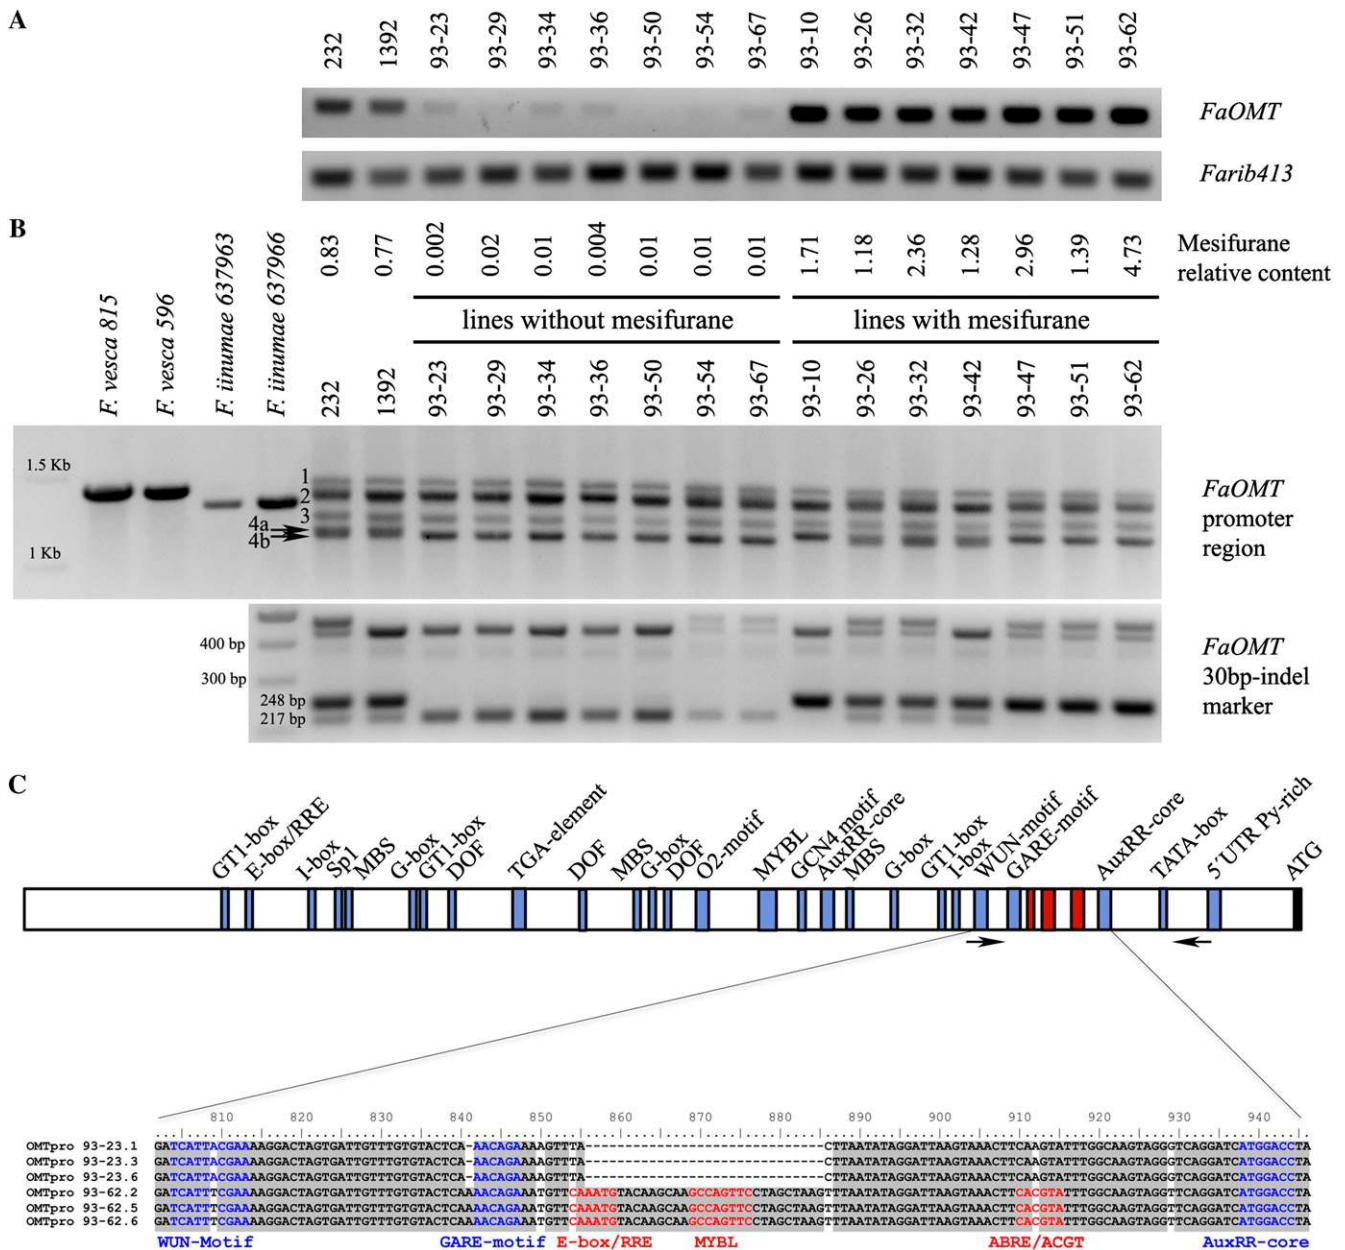 A
232 1392 93-23 93-29 93-34 93-36 93-50 93-54 93-67 93-10 93-26 93-32 93-42 93-47 93-51 93-62
FaOMT
Farib413
B
F. vesca 815
F. vesca 596
F. iinumae 637963
F. iinumae 637966
0.83 0.77 0.002 0.02 0.01 0.004 0.01 0.01 0.01 1.71 1.18 2.36 1.28 2.96 1.39 4.73
Mesifurane
relative content
lines without mesifurane
lines with mesifurane
232 1392 93-23 93-29 93-34 93-36 93-50 93-54 93-67 93-10 93-26 93-32 93-42 93-47 93-51 93-62
1.5 Kb
1
2
3
4a
4b
1 Kb
FaOMT
promoter
region
400 bp
300 bp
248 bp
217 bp
FaOMT
30bp-indel
marker
C
GT1-box E-box/RRE I-box Sp1 MBS G-box GT1-box DOF TGA-element DOF MBS G-box DOF O2-motif MYBL GCN4 motif AuxRR-core MBS G-box GT1-box I-box WUN-motif GARE-motif AuxRR-core TATA-box 5´UTR Py-rich ATG
810 820 830 840 850 860 870 880 890 900 910 920 930 940
OMTpro 93-23.1 GATCATTACGAAAAGGACTAGTGATTGTTTGTGTACTCA-AACAGAAAGTTTTA------------------------------CTTAATATAGGATTAAGTAAACTTCAAGTATTTGGCAAGTAGGGTCAGGATCATGGACCTA
OMTpro 93-23.3 GATCATTACGAAAAGGACTAGTGATTGTTTGTGTACTCA-AACAGAAAGTTTTA------------------------------CTTAATATAGGATTAAGTAAACTTCAAGTATTTGGCAAGTAGGGTCAGGATCATGGACCTA
OMTpro 93-23.6 GATCATTACGAAAAGGACTAGTGATTGTTTGTGTACTCA-AACAGAAAGTTTTA------------------------------CTTAATATAGGATTAAGTAAACTTCAAGTATTTGGCAAGTAGGGTCAGGATCATGGACCTA
OMTpro 93-62.2 GATCATTTCGAAAAGGACTAGTGATTGTTTGTGTACTCAAAACAGAAATGTTCAAATGTACAAGCAAGCCAGTTCCTAGCTAAGTTTAATATAGGATTAAGTAAACTTCACGTATTTGGCAAGTAGGTTCAGGATCATGGACCTA
OMTpro 93-62.5 GATCATTTCGAAAAGGACTAGTGATTGTTTGTGTACTCAAAACAGAAGTGTTCAAATGTACAAGCAAGCCAGTTCCTAGCTAAGTTTAATATAGGATTAAGTAAACTTCACGTATTTGGCAAGTAGGTTCAGGATCATGGACCTA
OMTpro 93-62.6 GATCATTTCGAAAAGGACTAGTGATTGTTTGTGTACTCAAAACAGAAATGTTCAAATGTACAAGCAAGCCAGTTCCTAGCTAAGTTTAATATAGGATTAAGTAAACTTCACGTATTTGGCAAGTAGGTTCAGGATCATGGACCTA
WUN-Motif GARE-motif E-box/RRE MYBL ABRE/ACGT AuxRR-core